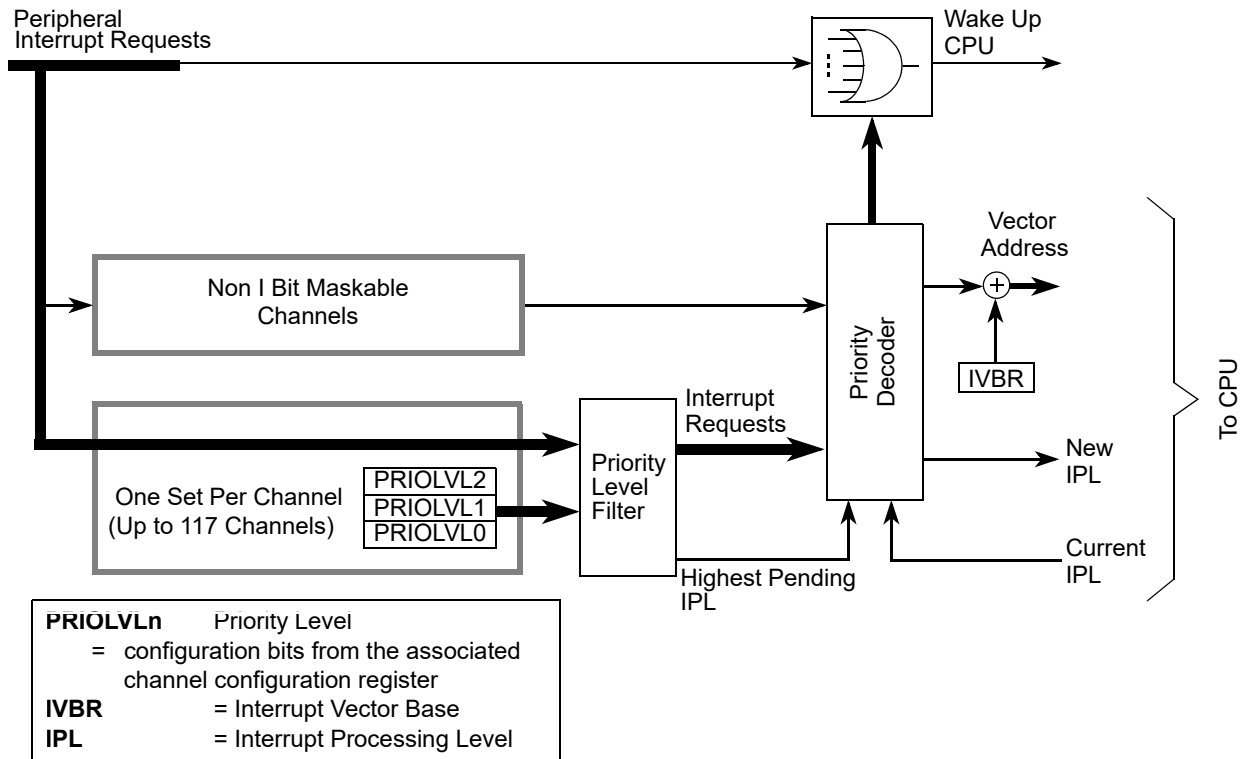 Peripheral
Interrupt Requests
Wake Up
CPU
Vector
Address
Non I Bit Maskable
Channels
Priority
Decoder
+
IVBR
To CPU
Interrupt
Requests
New
IPL
Priority
Level
Filter
PRIOLVL2
One Set Per Channel
PRIOLVL1
(Up to 117 Channels)
PRIOLVL0
Current
IPL
Highest Pending
IPL
PRIOLVLn Priority Level
= configuration bits from the associated
channel configuration register
IVBR = Interrupt Vector Base
IPL = Interrupt Processing Level